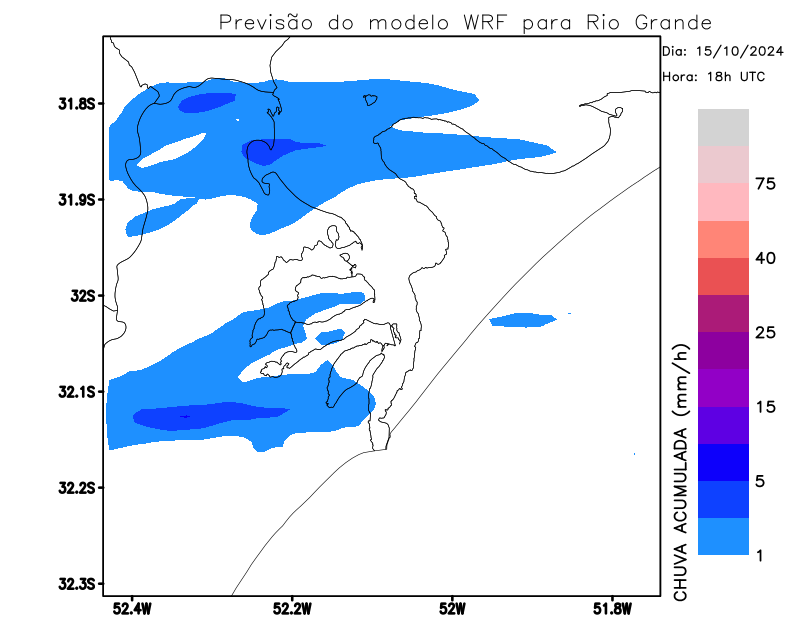 Previsão do modelo WRF para Rio Grande
Dia: 15/10/2024
Hora: 18h UTC
31.8S
31.9S
32S
32.1S
32.2S
32.3S
52.4W
52.2W
52W
51.8W
75
40
25
15
5
1
CHUVA ACUMULADA (mm/h)